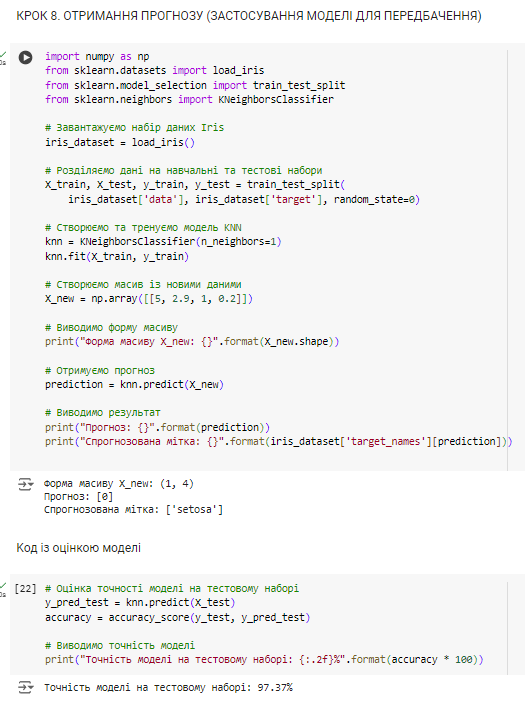 КРОК 8. ОТРИМАННЯ ПРОГНОЗУ (ЗАСТОСУВАННЯ МОДЕЛІ ДЛЯ ПЕРЕДБАЧЕННЯ)
import numpy as np
from sklearn.datasets import load_iris
from sklearn.model_selection import train_test_split
from sklearn.neighbors import KNeighborsClassifier
# Завантажуємо набір даних Iris
iris_dataset = load_iris()
# Розділяємо дані на навчальні та тестові набори
X_train, X_test, y_train, y_test = train_test_split(
iris_dataset['data'], iris_dataset['target'], random_state=0)
# Створюємо та тренуємо модель KNN
knn = KNeighborsClassifier(n_neighbors=1)
knn.fit(X_train, y_train)
# Створюємо масив із новими даними
X_new = np.array([[5, 2.9, 1, 0.2]])
# Виводимо форму масиву
print("Форма масиву X_new: {}".format(X_new.shape))
# Отримуємо прогноз
prediction = knn.predict(X_new)
# Виводимо результат
print("Прогноз: {}".format(prediction))
print("Спрогнозована мітка: {}".format(iris_dataset['target_names'][prediction]))
Форма масиву X_new: (1, 4)
Прогноз: [0]
Спрогнозована мітка: ['setosa']
Код із оцінкою моделі
[22] # Оцінка точності моделі на тестовому наборі
y_pred_test = knn.predict(X_test)
accuracy = accuracy_score(y_test, y_pred_test)
# Виводимо точність моделі
print("Точність моделі на тестовому наборі: {:.2f}%".format(accuracy * 100))
Точність моделі на тестовому наборі: 97.37%